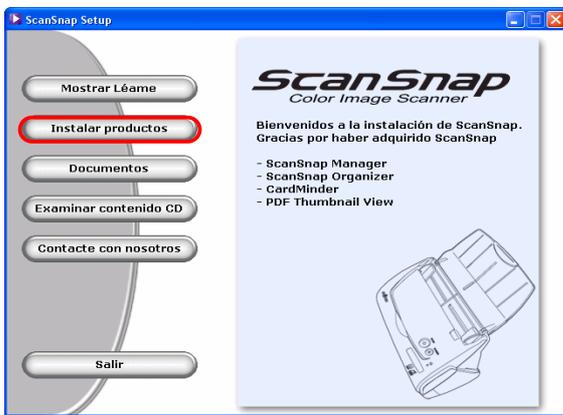 ScanSnap Setup
Mostrar Léame
Instalar productos
Documentos
Examinar contenido CD
Contacte con nosotros
Salir
ScanSnap
Color Image Scanner
Bienvenidos a la instalación de ScanSnap.
Gracias por haber adquirido ScanSnap
- ScanSnap Manager
- ScanSnap Organizer
- CardMinder
- PDF Thumbnail View